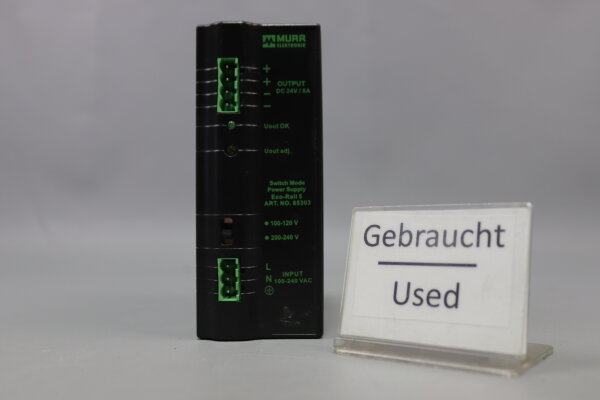 MURR
ELEKTRONIK
+
+
-
-
OUTPUT
DC 24V / 5A
Uout OK
Uout adj.
Switch Mode
Power Supply
Eco-Rail 5
ART. NO. 85303
100-120 V
200-240 V
L
N
INPUT
100-240 VAC
Gebraucht
Used